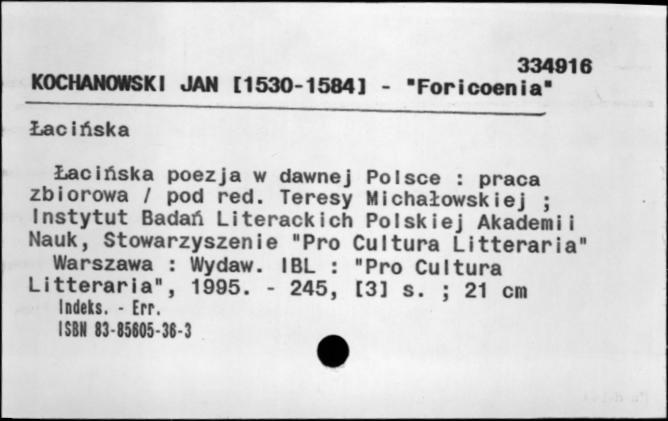 334916
KOCHANOWSKI JAN [1530-1584] - "Foricoenia"
Łacińska
Łacińska poezja w dawnej Polsce : praca
zbiorowa / pod red. Teresy Michałowskiej ;
Instytut Badań Literackich Polskiej Akademii
Nauk, Stowarzyszenie "Pro Cultura Litteraria"
Warszawa : Wydaw. IBL : "Pro Cultura
Litteraria", 1995. - 245, [3] s. ; 21 cm
Indeks. - Err.
ISBN 83-85605-36-3